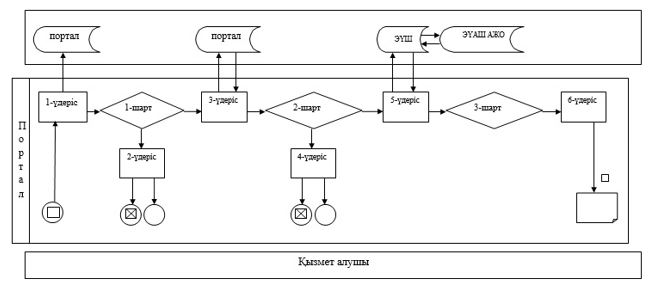 портал
портал
ЭҮШ
ЭҮАШ АЖО
1-үдеріс
1-шарт
3-үдеріс
2-шарт
5-үдеріс
3-шарт
6-үдеріс
2-үдеріс
4-үдеріс
Портал
Қызмет алушы